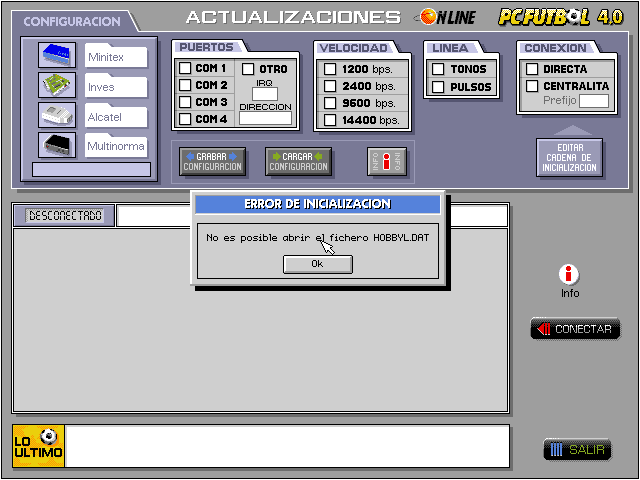 CONFIGURACION
ACTUALIZACIONES
ON LINE
PCFUTBOL 4.0
Minitex
Inves
Alcatel
Multinorma
PUERTOS
COM 1
COM 2
COM 3
COM 4
OTRO
IRQ
DIRECCION
VELOCIDAD
1200 bps.
2400 bps.
9600 bps.
14400 bps.
LINEA
TONOS
PULSOS
CONEXION
DIRECTA
CENTRALITA
Prefijo
GRABAR
CONFIGURACION
CARGAR
CONFIGURACION
INFO
i
INFO
EDITAR
CADENA DE
INICIALIZACION
DESCONECTADO
ERROR DE INICIALIZACION
No es posible abrir el fichero HOBBYL.DAT
Ok
i
Info
CONECTAR
LO
ULTIMO
SALIR